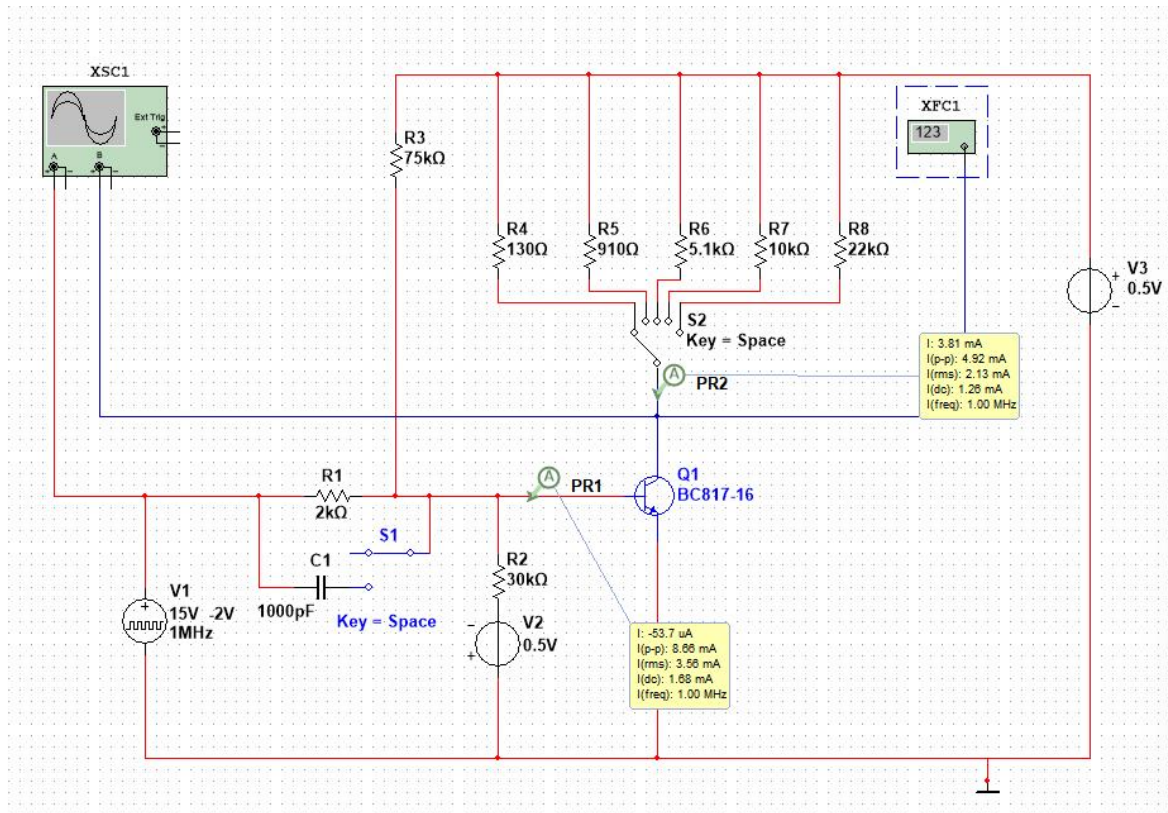 XSC1
Ext Trig
+
-
A
B
+
-
+
-
XFC1
123
R3
75kΩ
R4
130Ω
R5
910Ω
R6
5.1kΩ
R7
10kΩ
R8
22kΩ
V3
+
0.5V
-
S2
Key = Space
A
PR2
I: 3.81 mA
I(p-p): 4.92 mA
I(rms): 2.13 mA
I(dc): 1.26 mA
I(freq): 1.00 MHz
R1
2kΩ
A
PR1
Q1
BC817-16
S1
C1
1000pF
Key = Space
R2
30kΩ
V1
+
15V -2V
1MHz
V2
-
0.5V
+
I: -53.7 uA
I(p-p): 8.66 mA
I(rms): 3.56 mA
I(dc): 1.68 mA
I(freq): 1.00 MHz